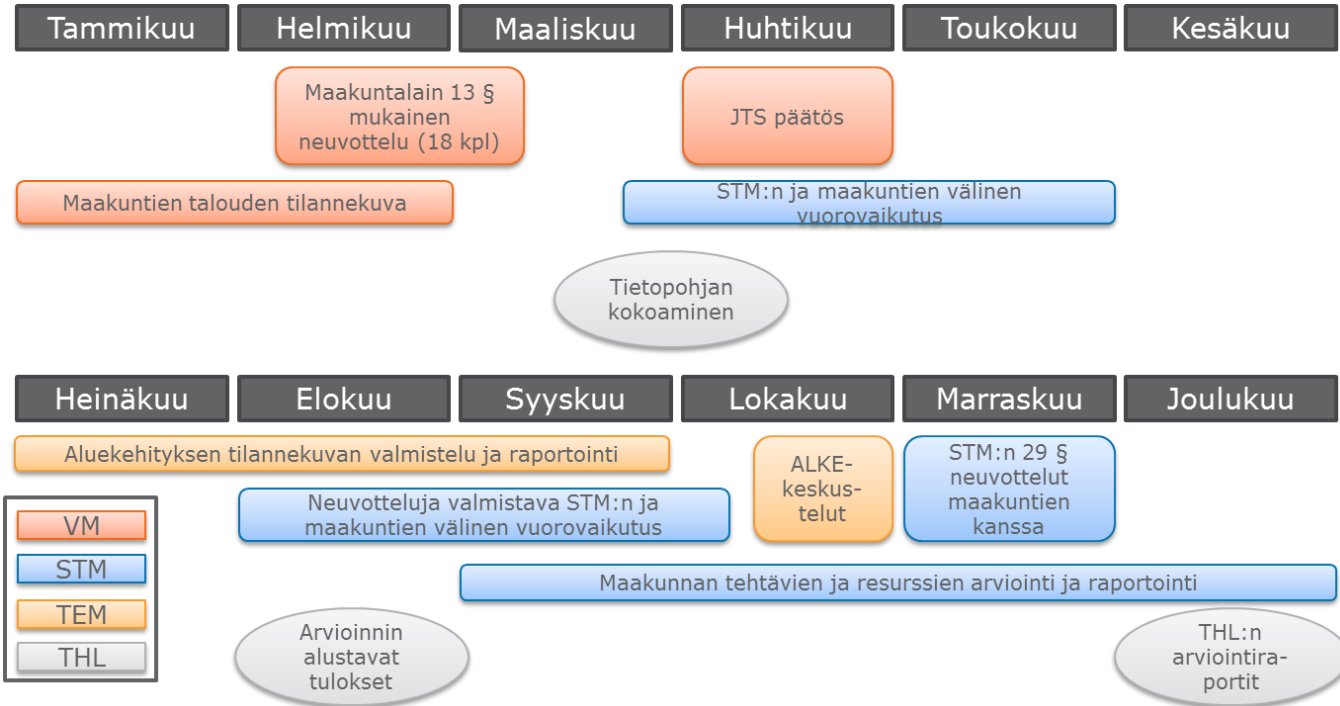 Tammikuu
Helmikuu
Maaliskuu
Huhtikuu
Toukokuu
Kesäkuu
Maakuntalain 13 §
mukainen
neuvottelu (18 kpl)
JTS päätös
Maakuntien talouden tilannekuva
STM:n ja maakuntien välinen
vuorovaikutus
Tietopohjan
kokoaminen
Heinäkuu
Elokuu
Syyskuu
Lokakuu
Marraskuu
Joulukuu
Aluekehityksen tilannekuvan valmistelu ja raportointi
ALKE-
keskus-
telut
STM:n 29 §
neuvottelut
maakuntien
kanssa
Neuvotteluja valmistava STM:n ja
maakuntien välinen vuorovaikutus
VM
STM
TEM
THL
Maakunnan tehtävien ja resurssien arviointi ja raportointi
Arvioinnin
alustavat
tulokset
THL:n
arviointira-
portit